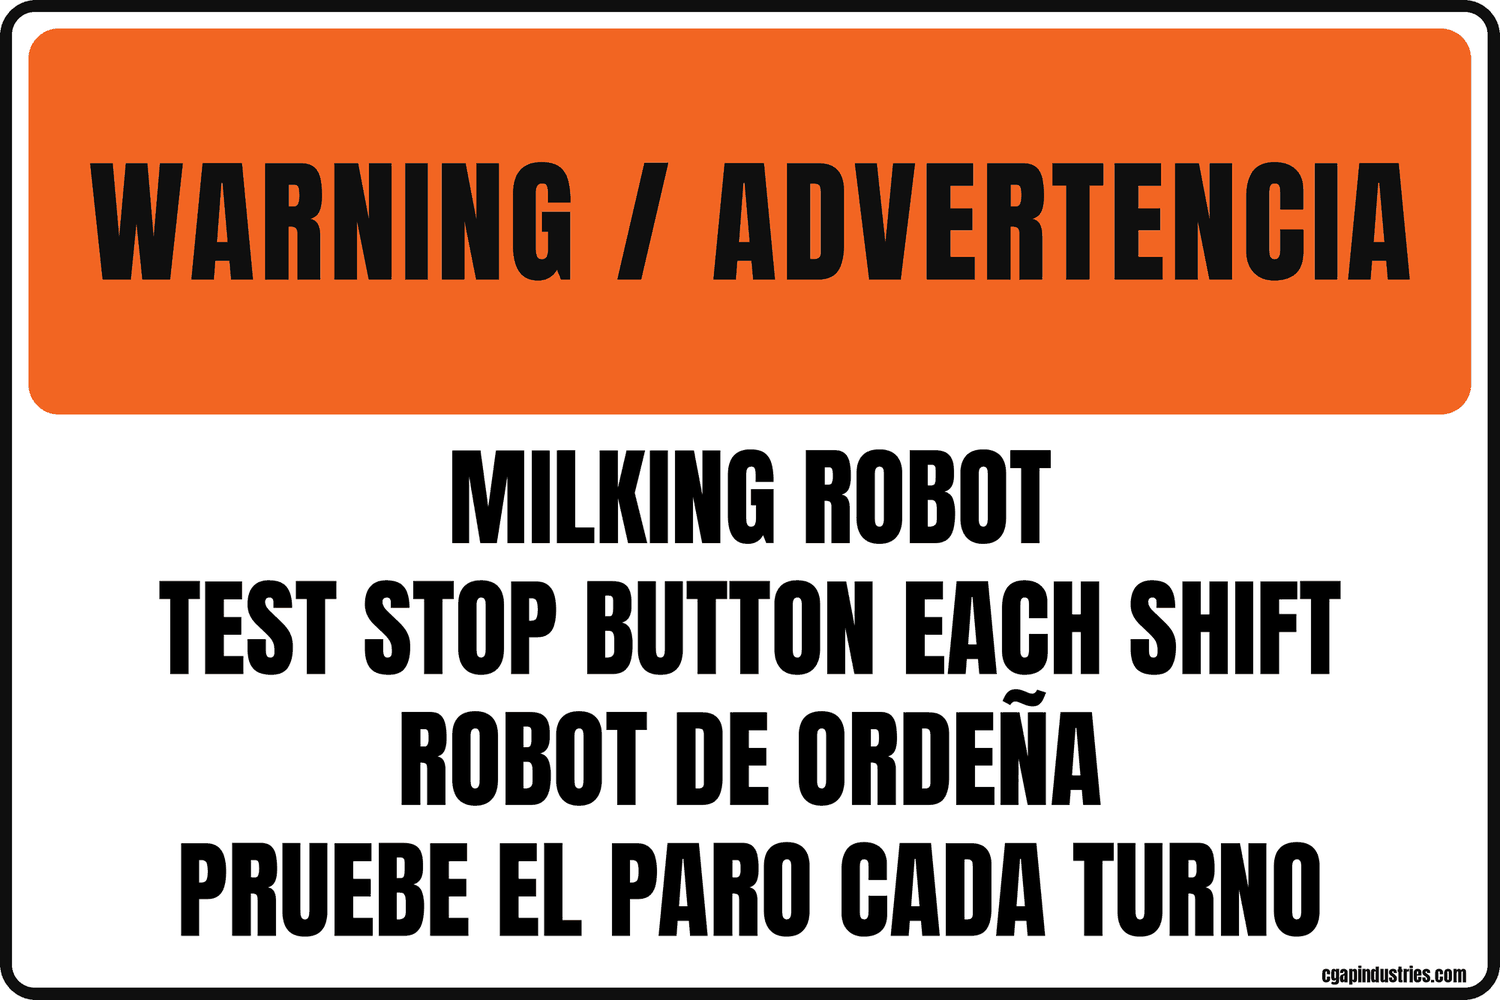 WARNING / ADVERTENCIA
MILKING ROBOT
TEST STOP BUTTON EACH SHIFT
ROBOT DE ORDEÑA
PRUEBE EL PARO CADA TURNO
cgapindustries.com